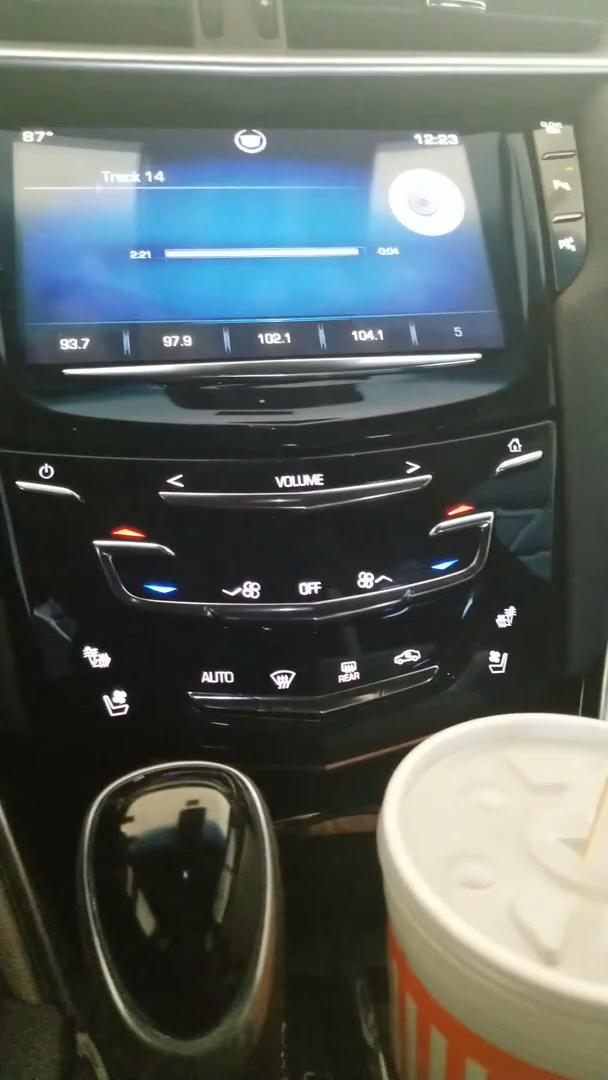 87° 12:23
Track 14
2:21 -0:04
93.7 97.9 102.1 104.1 5
< VOLUME >
OFF
AUTO REAR